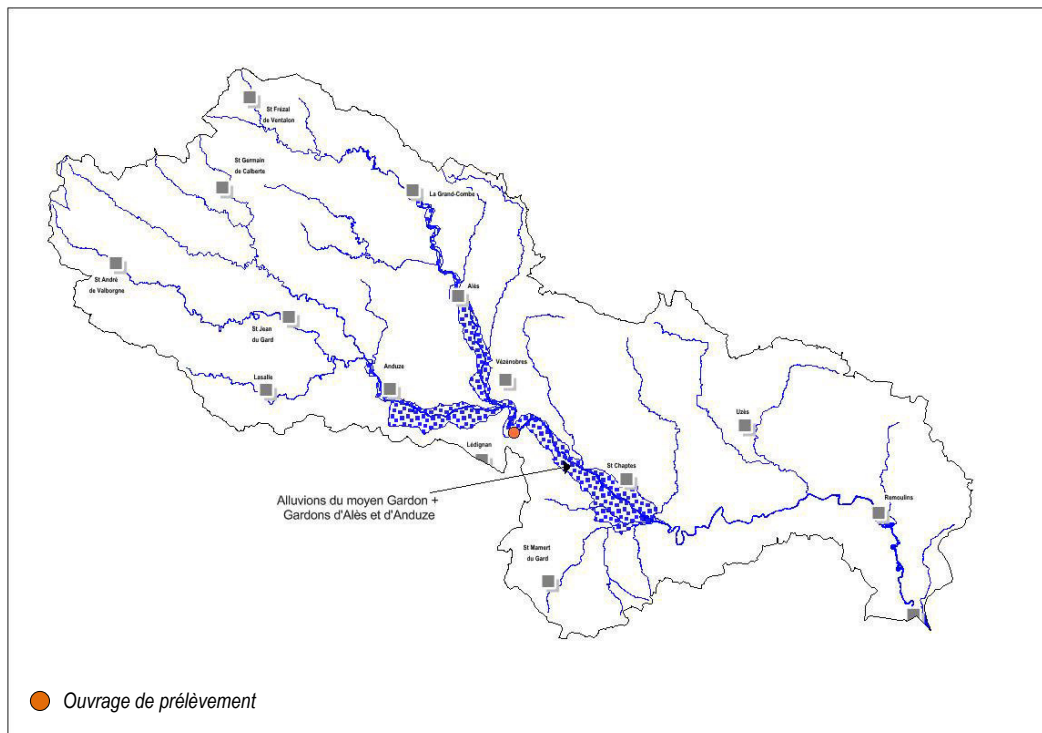 St Frézal
de Ventalon
St Germain
de Calberte
La Grand-Combe
St André
de Valborgne
Alès
St Jean
du Gard
Vézénobres
Anduze
Lasalis
Uzès
Lédignan
St Chaptes
Alluvions du moyen Gardon +
Gardons d'Alès et d'Anduze
Remoulins
St Mamert
du Gard
Ouvrage de prélèvement